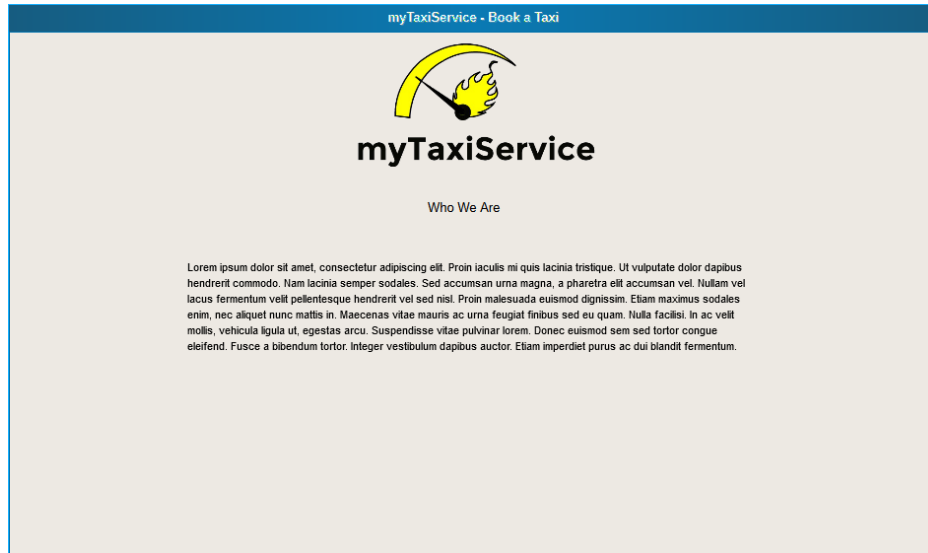 myTaxiService - Book a Taxi
myTaxiService
Who We Are
Lorem ipsum dolor sit amet, consectetur adipiscing elit. Proin iaculis mi quis lacinia tristique. Ut vulputate dolor dapibus
hendrerit commodo. Nam lacinia semper sodales. Sed accumsan urna magna, a pharetra elit accumsan vel. Nullam vel
lacus fermentum velit pellentesque hendrerit vel sed nisl. Proin malesuada euismod dignissim. Etiam maximus sodales
enim, nec aliquet nunc mattis in. Maecenas vitae mauris ac urna feugiat finibus sed eu quam. Nulla facilisi. In ac velit
mollis, vehicula ligula ut, egestas arcu. Suspendisse vitae pulvinar lorem. Donec euismod sem sed tortor congue
eleifend. Fusce a bibendum tortor. Integer vestibulum dapibus auctor. Etiam imperdiet purus ac dui blandit fermentum.